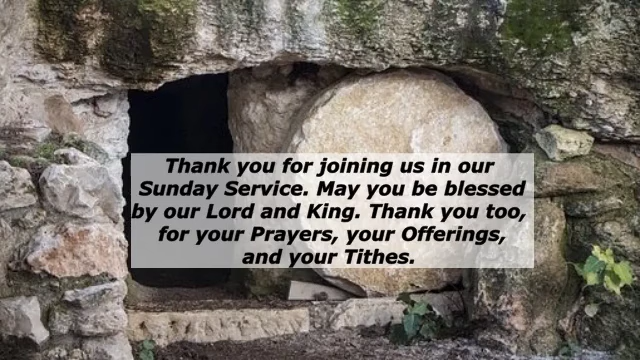 Thank you for joining us in our
Sunday Service. May you be blessed
by our Lord and King. Thank you too,
for your Prayers, your Offerings,
and your Tithes.